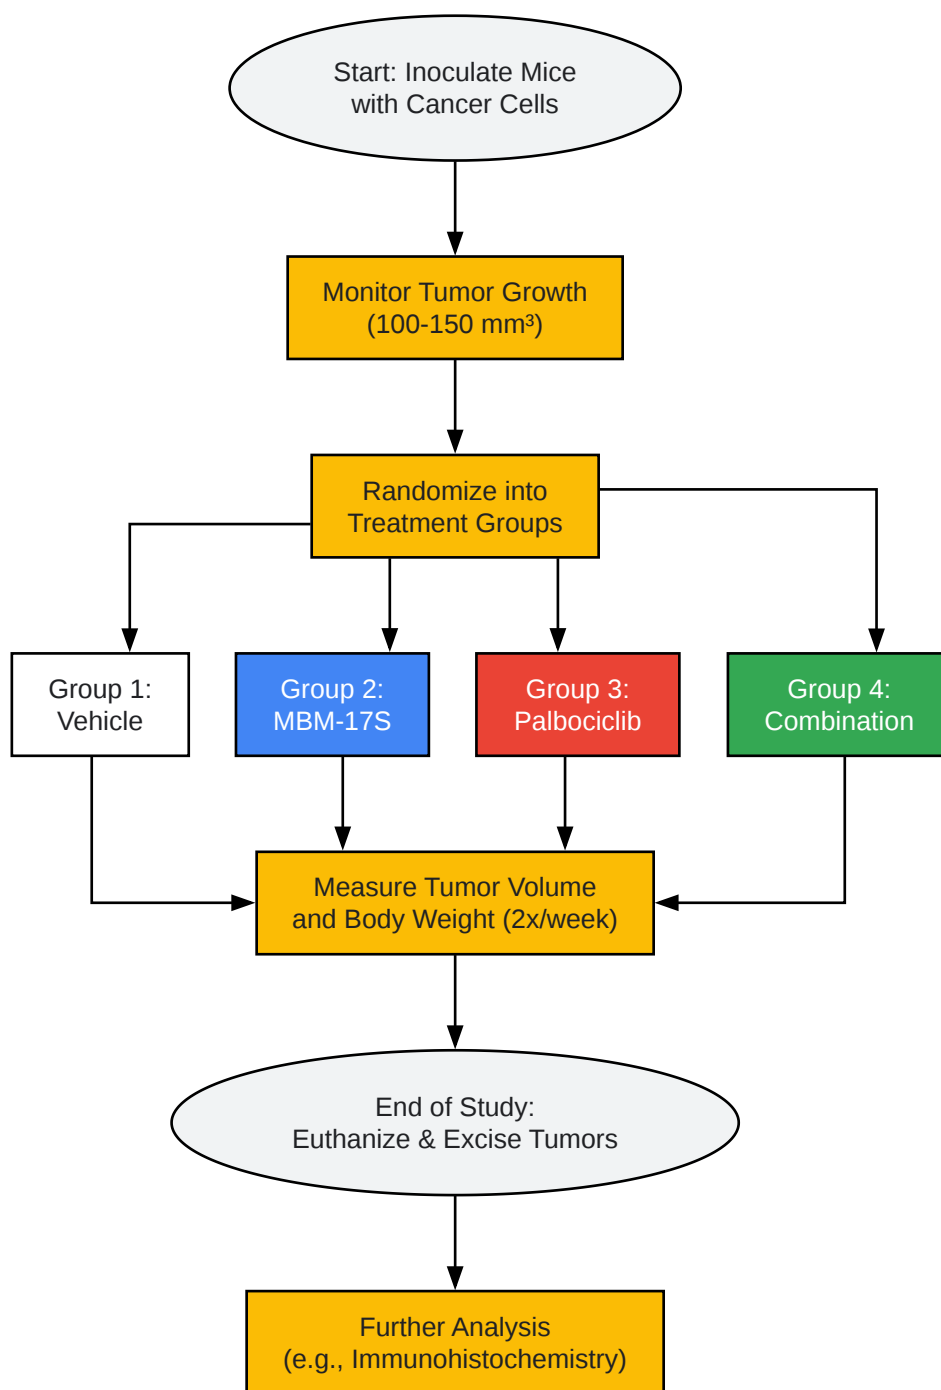 Start: Inoculate Mice
with Cancer Cells
Monitor Tumor Growth
(100-150 mm³)
Randomize into
Treatment Groups
Group 1:
Vehicle
Group 2:
MBM-17S
Group 3:
Palbociclib
Group 4:
Combination
Measure Tumor Volume
and Body Weight (2x/week)
End of Study:
Euthanize & Excise Tumors
Further Analysis
(e.g., Immunohistochemistry)